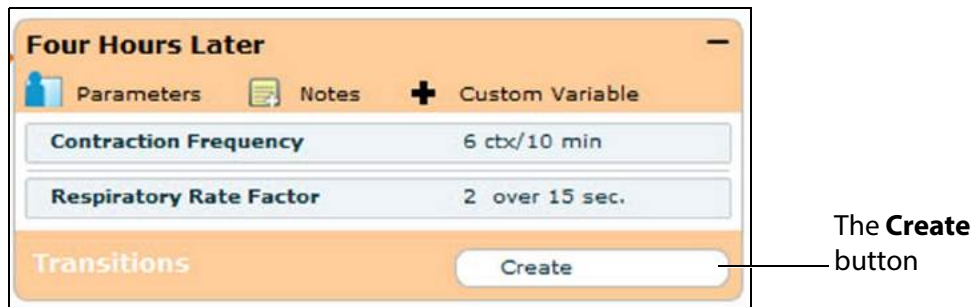 Four Hours Later
Parameters Notes Custom Variable
Contraction Frequency 6 ctx/10 min
Respiratory Rate Factor 2 over 15 sec.
Transitions Create
The Create
button